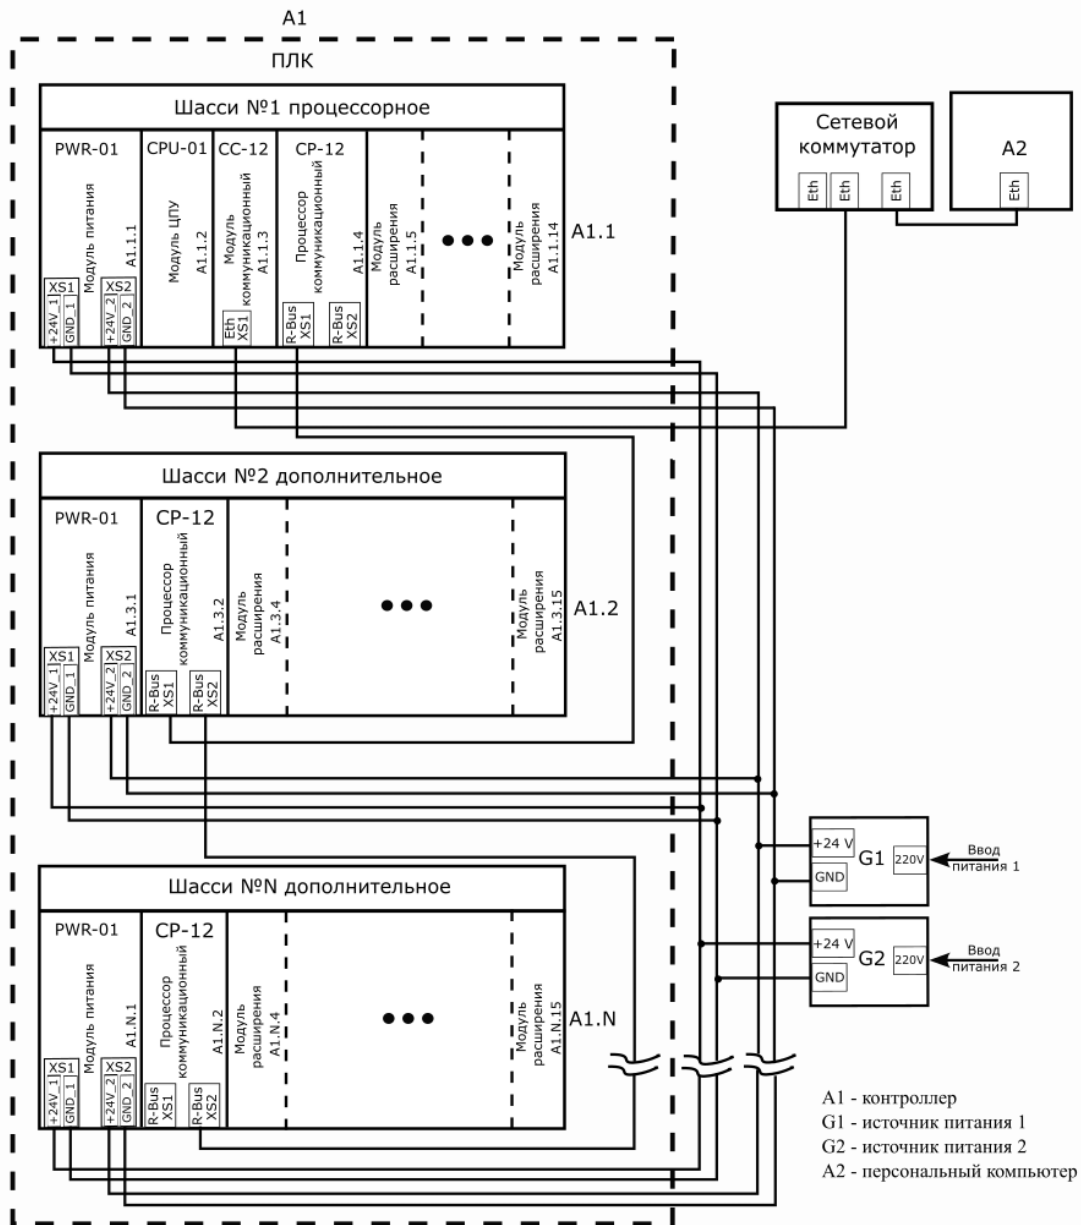 A1
ПЛК
Шасси №1 процессорное
PWR-01
Модуль питания
A1.1.1
XS1
+24V_1
GND_1
XS2
+24V_2
GND_2
CPU-01
Модуль ЦПУ
A1.1.2
CC-12
Модуль
коммуникационный
A1.1.3
Eth
XS1
CP-12
Процессор
коммуникационный
A1.1.4
R-Bus
XS1
R-Bus
XS2
Модуль
расширения
A1.1.5
Модуль
расширения
A1.1.14
A1.1
Сетевой
коммутатор
Eth
Eth
Eth
A2
Eth
Шасси №2 дополнительное
PWR-01
Модуль питания
A1.3.1
XS1
+24V_1
GND_1
XS2
+24V_2
GND_2
CP-12
Процессор
коммуникационный
A1.3.2
R-Bus
XS1
R-Bus
XS2
Модуль
расширения
A1.3.4
Модуль
расширения
A1.3.15
A1.2
+24 V
GND
G1
220V
Ввод
питания 1
+24 V
GND
G2
220V
Ввод
питания 2
Шасси №N дополнительное
PWR-01
Модуль питания
A1.N.1
XS1
+24V_1
GND_1
XS2
+24V_2
GND_2
CP-12
Процессор
коммуникационный
A1.N.2
R-Bus
XS1
R-Bus
XS2
Модуль
расширения
A1.N.4
Модуль
расширения
A1.N.15
A1.N
A1 - контроллер
G1 - источник питания 1
G2 - источник питания 2
A2 - персональный компьютер